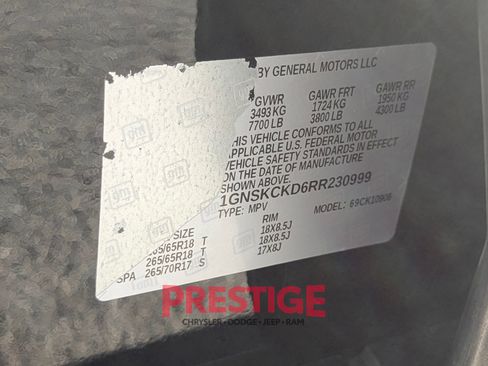 BY GENERAL MOTORS LLC
GVWR GAWR FRT GAWR RR
3493 KG 1724 KG 1950 KG
7700 LB 3800 LB 4300 LB
THIS VEHICLE CONFORMS TO ALL
U.S. FEDERAL MOTOR
VEHICLE SAFETY STANDARDS IN EFFECT
ON THE DATE OF MANUFACTURE
SHOWN ABOVE.
1GNSKCKD6RR230999
TYPE: MPV MODEL: 69CK10906
SIZE RIM
265/65R18 T 18X8.5J
265/65R18 T 18X8.5J
SPA 265/70R17 S 17X8J
PRESTIGE
CHRYSLER • DODGE • JEEP • RAM